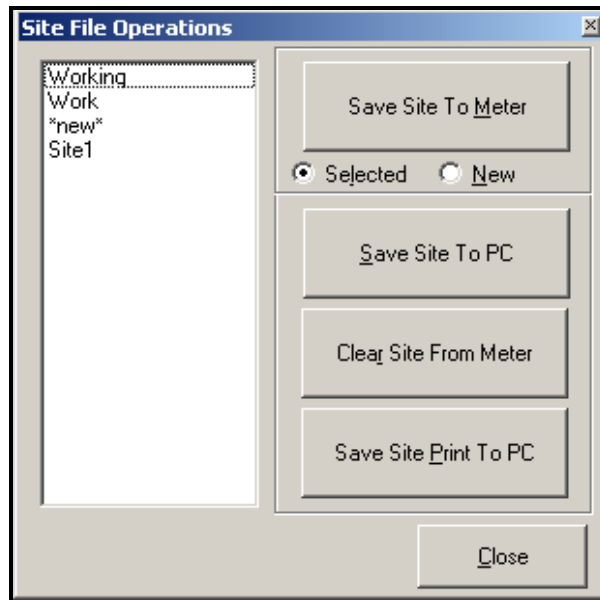 Site File Operations
Working
Work
*new*
Site1
Save Site To Meter
Selected New
Save Site To PC
Clear Site From Meter
Save Site Print To PC
Close